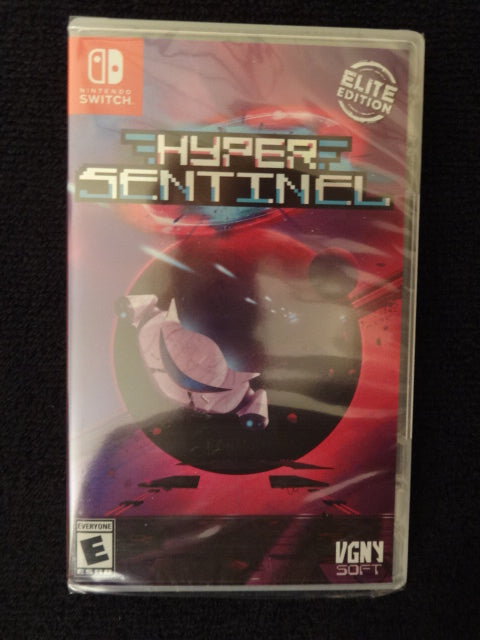 NINTENDO
SWITCH
ELITE
EDITION
HYPER
SENTINEL
EVERYONE
E
ESRB
VGNY
SOFT